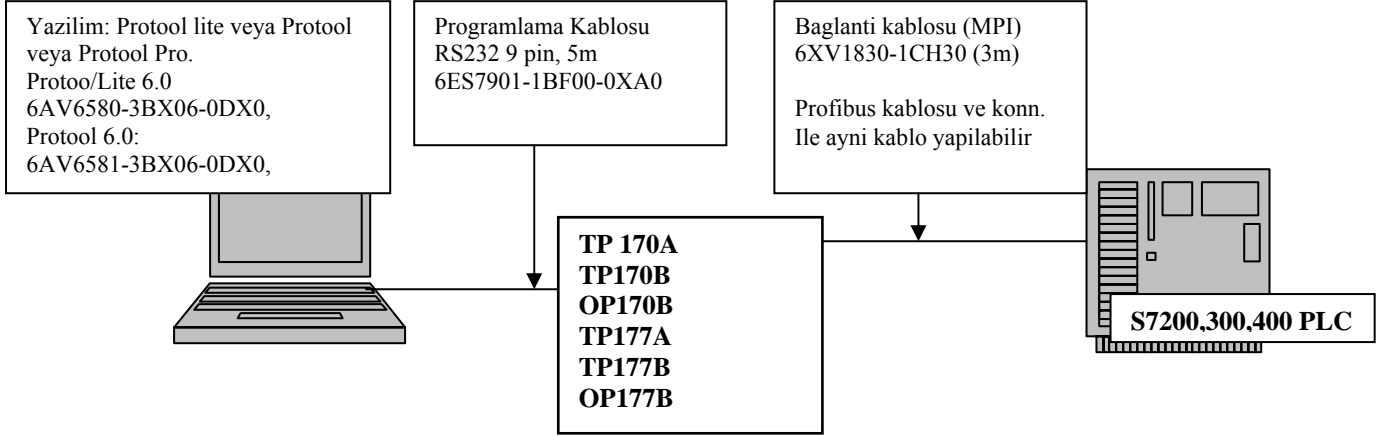 Yazilim: Protool lite veya Protool
veya Protool Pro.
Protoo/Lite 6.0
6AV6580-3BX06-0DX0,
Protool 6.0:
6AV6581-3BX06-0DX0,
Programlama Kablosu
RS232 9 pin, 5m
6ES7901-1BF00-0XA0
Baglanti kablosu (MPI)
6XV1830-1CH30 (3m)
Profibus kablosu ve konn.
Ile ayni kablo yapilabilir
TP 170A
TP170B
OP170B
TP177A
TP177B
OP177B
S7200,300,400 PLC